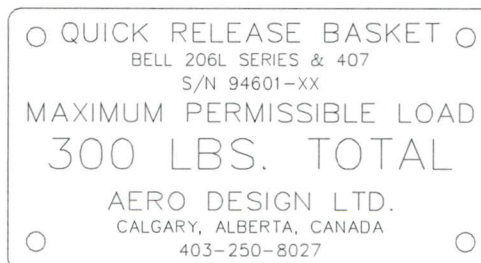 QUICK RELEASE BASKET
BELL 206L SERIES & 407
S/N 94601-XX
MAXIMUM PERMISSIBLE LOAD
300 LBS. TOTAL
AERO DESIGN LTD.
CALGARY, ALBERTA, CANADA
403-250-8027